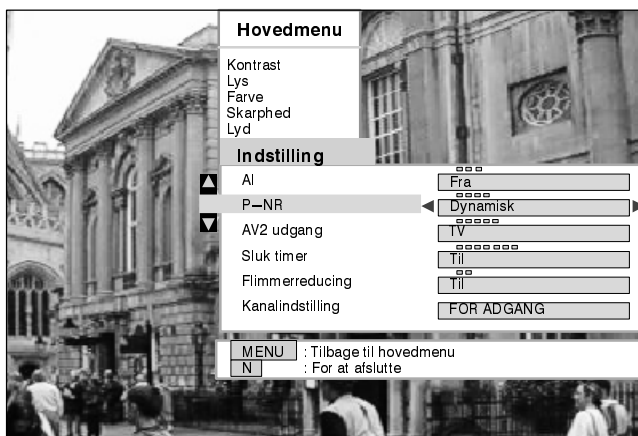 Hovedmenu
Kontrast
Lys
Farve
Skarphed
Lyd
Indstilling
AI Fra
P–NR Dynamisk
AV2 udgang TV
Sluk timer Til
Flimmerreducing Til
Kanalindstilling FOR ADGANG
MENU : Tilbage til hovedmenu
N : For at afslutte